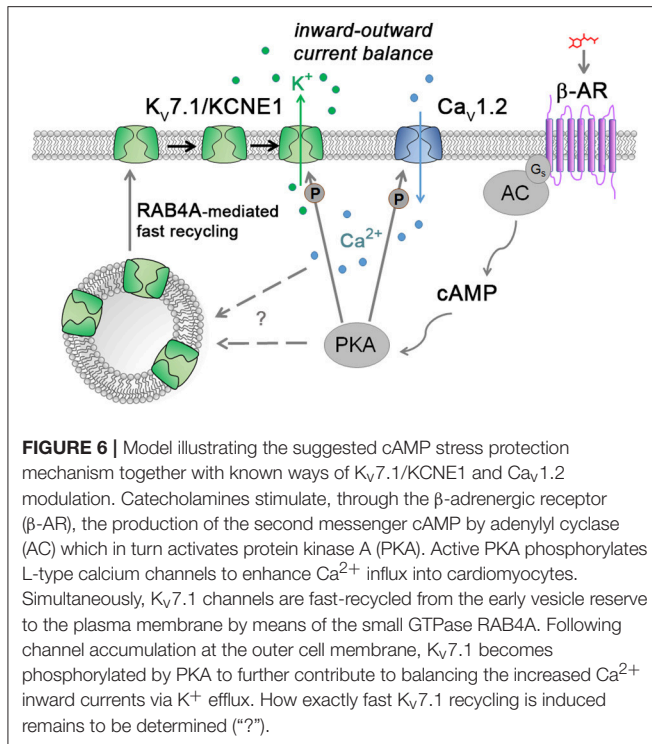 inward-outward
current balance
K⁺
β-AR
Kᵥ7.1/KCNE1
Caᵥ1.2
Gₛ
AC
P
P
RAB4A-mediated
fast recycling
Ca²⁺
cAMP
?
PKA
FIGURE 6 | Model illustrating the suggested cAMP stress protection
mechanism together with known ways of Kᵥ7.1/KCNE1 and Caᵥ1.2
modulation. Catecholamines stimulate, through the β-adrenergic receptor
(β-AR), the production of the second messenger cAMP by adenylyl cyclase
(AC) which in turn activates protein kinase A (PKA). Active PKA phosphorylates
L-type calcium channels to enhance Ca²⁺ influx into cardiomyocytes.
Simultaneously, Kᵥ7.1 channels are fast-recycled from the early vesicle reserve
to the plasma membrane by means of the small GTPase RAB4A. Following
channel accumulation at the outer cell membrane, Kᵥ7.1 becomes
phosphorylated by PKA to further contribute to balancing the increased Ca²⁺
inward currents via K⁺ efflux. How exactly fast Kᵥ7.1 recycling is induced
remains to be determined (“?”).